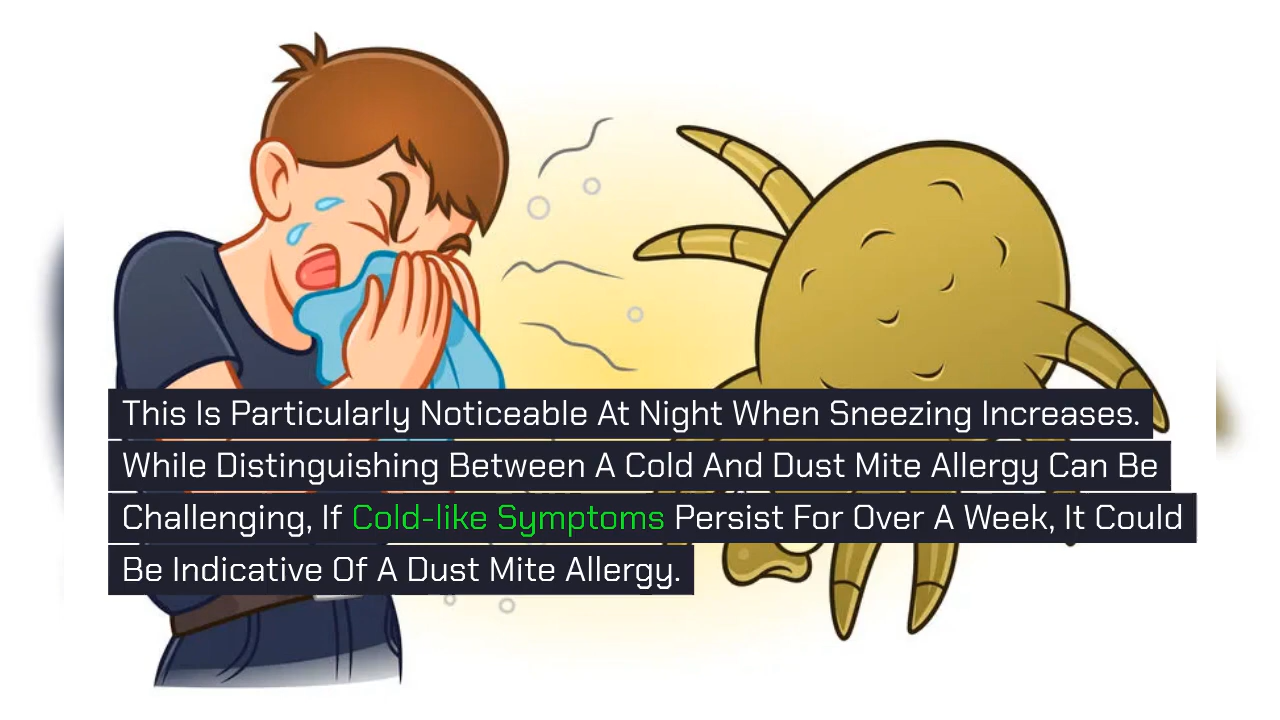 This Is Particularly Noticeable At Night When Sneezing Increases.
While Distinguishing Between A Cold And Dust Mite Allergy Can Be
Challenging, If Cold-like Symptoms Persist For Over A Week, It Could
Be Indicative Of A Dust Mite Allergy.